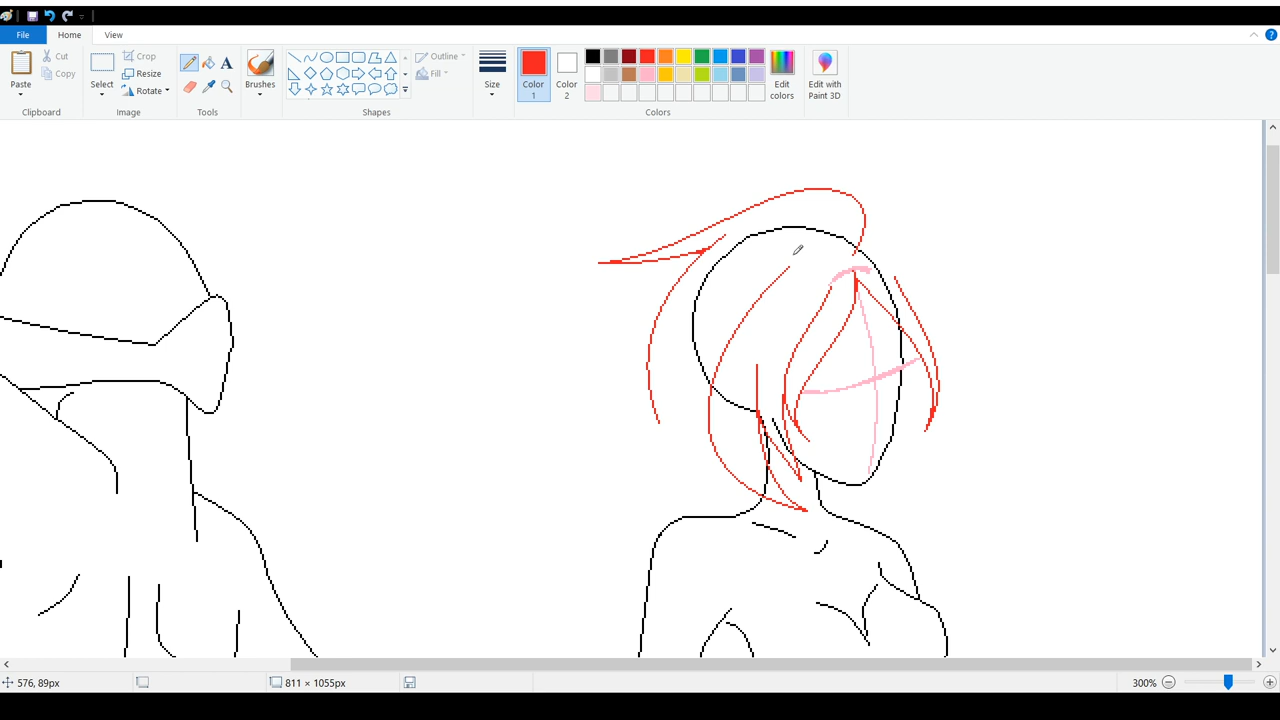 File Home View
Paste
Cut
Copy
Clipboard
Select
Crop
Resize
Rotate
Image
Tools
Brushes
Shapes
Outline
Fill
Size
Color 1
Color 2
Edit colors
Colors
Edit with Paint 3D
576, 89px
811 × 1055px
300%